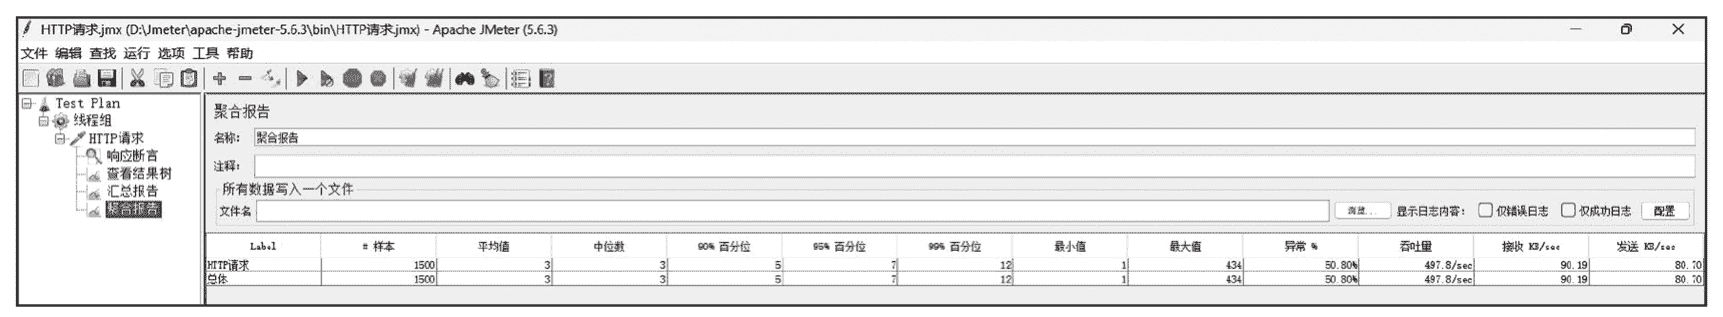 HTTP请求.jmx (D:\Jmeter\apache-jmeter-5.6.3\bin\HTTP请求.jmx) - Apache JMeter (5.6.3)
文件 编辑 查找 运行 选项 工具 帮助
Test Plan
线程组
HTTP请求
响应断言
查看结果树
汇总报告
聚合报告
聚合报告
名称: 聚合报告
注释:
所有数据写入一个文件
文件名 浏览... 显示日志内容: 仅错误日志 仅成功日志 配置
Label # 样本 平均值 中位数 90% 百分位 95% 百分位 99% 百分位 最小值 最大值 异常 % 吞吐量 接收 KB/sec 发送 KB/sec
HTTP请求 1500 3 3 5 7 12 1 434 50.80% 497.8/sec 90.19 80.70
总体 1500 3 3 5 7 12 1 434 50.80% 497.8/sec 90.19 80.70